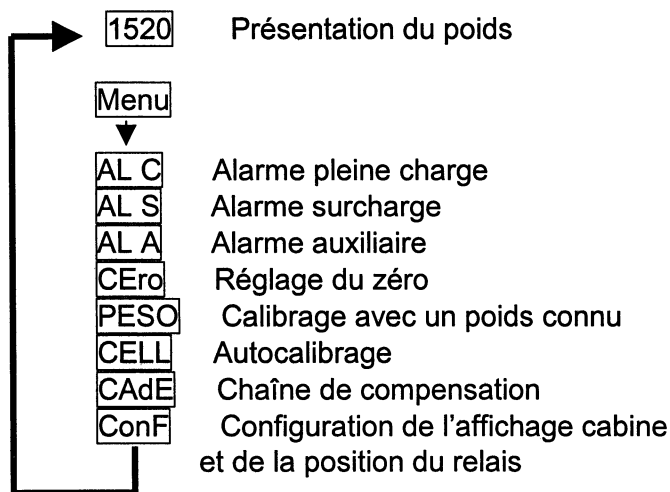 1520 Présentation du poids
Menu
AL C Alarme pleine charge
AL S Alarme surcharge
AL A Alarme auxiliaire
CEro Réglage du zéro
PESO Calibrage avec un poids connu
CELL Autocalibrage
CAdE Chaîne de compensation
ConF Configuration de l'affichage cabine
et de la position du relais